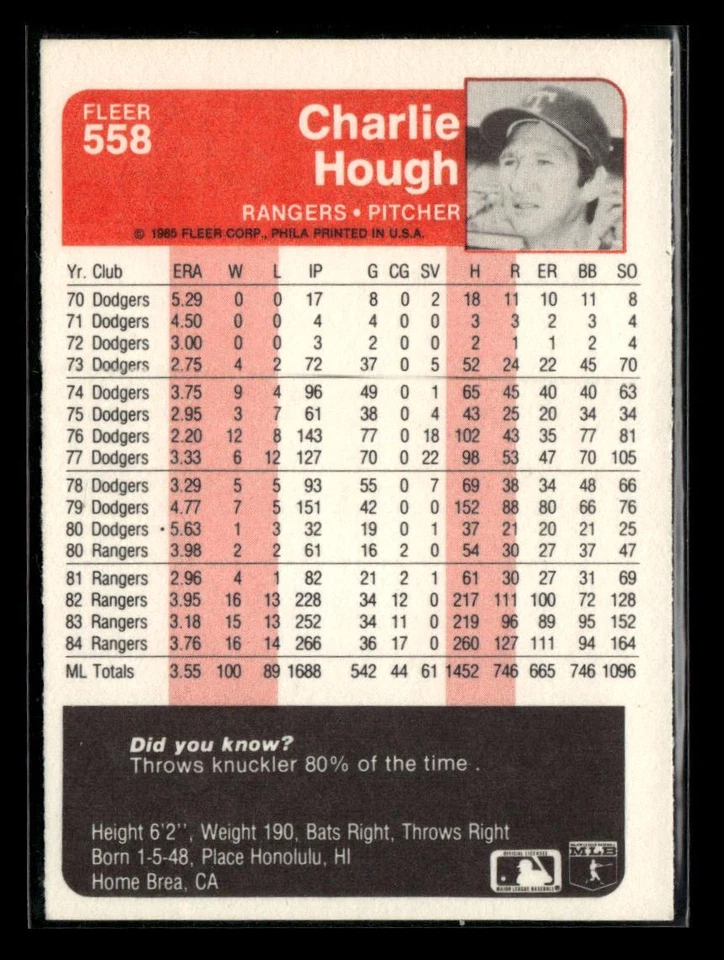 FLEER
558
Charlie
Hough
RANGERS • PITCHER
© 1985 FLEER CORP., PHILA PRINTED IN U.S.A.
T
Yr. Club ERA W L IP G CG SV H R ER BB SO
70 Dodgers 5.29 0 0 17 8 0 2 18 11 10 11 8
71 Dodgers 4.50 0 0 4 4 0 0 3 3 2 3 4
72 Dodgers 3.00 0 0 3 2 0 0 2 1 1 2 4
73 Dodgers 2.75 4 2 72 37 0 5 52 24 22 45 70
74 Dodgers 3.75 9 4 96 49 0 1 65 45 40 40 63
75 Dodgers 2.95 3 7 61 38 0 4 43 25 20 34 34
76 Dodgers 2.20 12 8 143 77 0 18 102 43 35 77 81
77 Dodgers 3.33 6 12 127 70 0 22 98 53 47 70 105
78 Dodgers 3.29 5 5 93 55 0 7 69 38 34 48 66
79 Dodgers 4.77 7 5 151 42 0 0 152 88 80 66 76
80 Dodgers 5.63 1 3 32 19 0 1 37 21 20 21 25
80 Rangers 3.98 2 2 61 16 2 0 54 30 27 37 47
81 Rangers 2.96 4 1 82 21 2 1 61 30 27 31 69
82 Rangers 3.95 16 13 228 34 12 0 217 111 100 72 128
83 Rangers 3.18 15 13 252 34 11 0 219 96 89 95 152
84 Rangers 3.76 16 14 266 36 17 0 260 127 111 94 164
ML Totals 3.55 100 89 1688 542 44 61 1452 746 665 746 1096
Did you know?
Throws knuckler 80% of the time .
Height 6'2'', Weight 190, Bats Right, Throws Right
Born 1-5-48, Place Honolulu, HI
Home Brea, CA
OFFICIAL LICENSEE
MAJOR LEAGUE BASEBALL
MLB